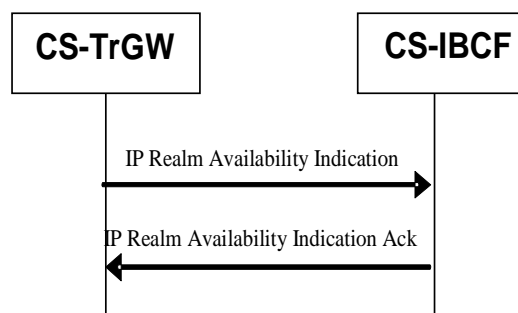 CS-TrGW
CS-IBCF
IP Realm Availability Indication
IP Realm Availability Indication Ack